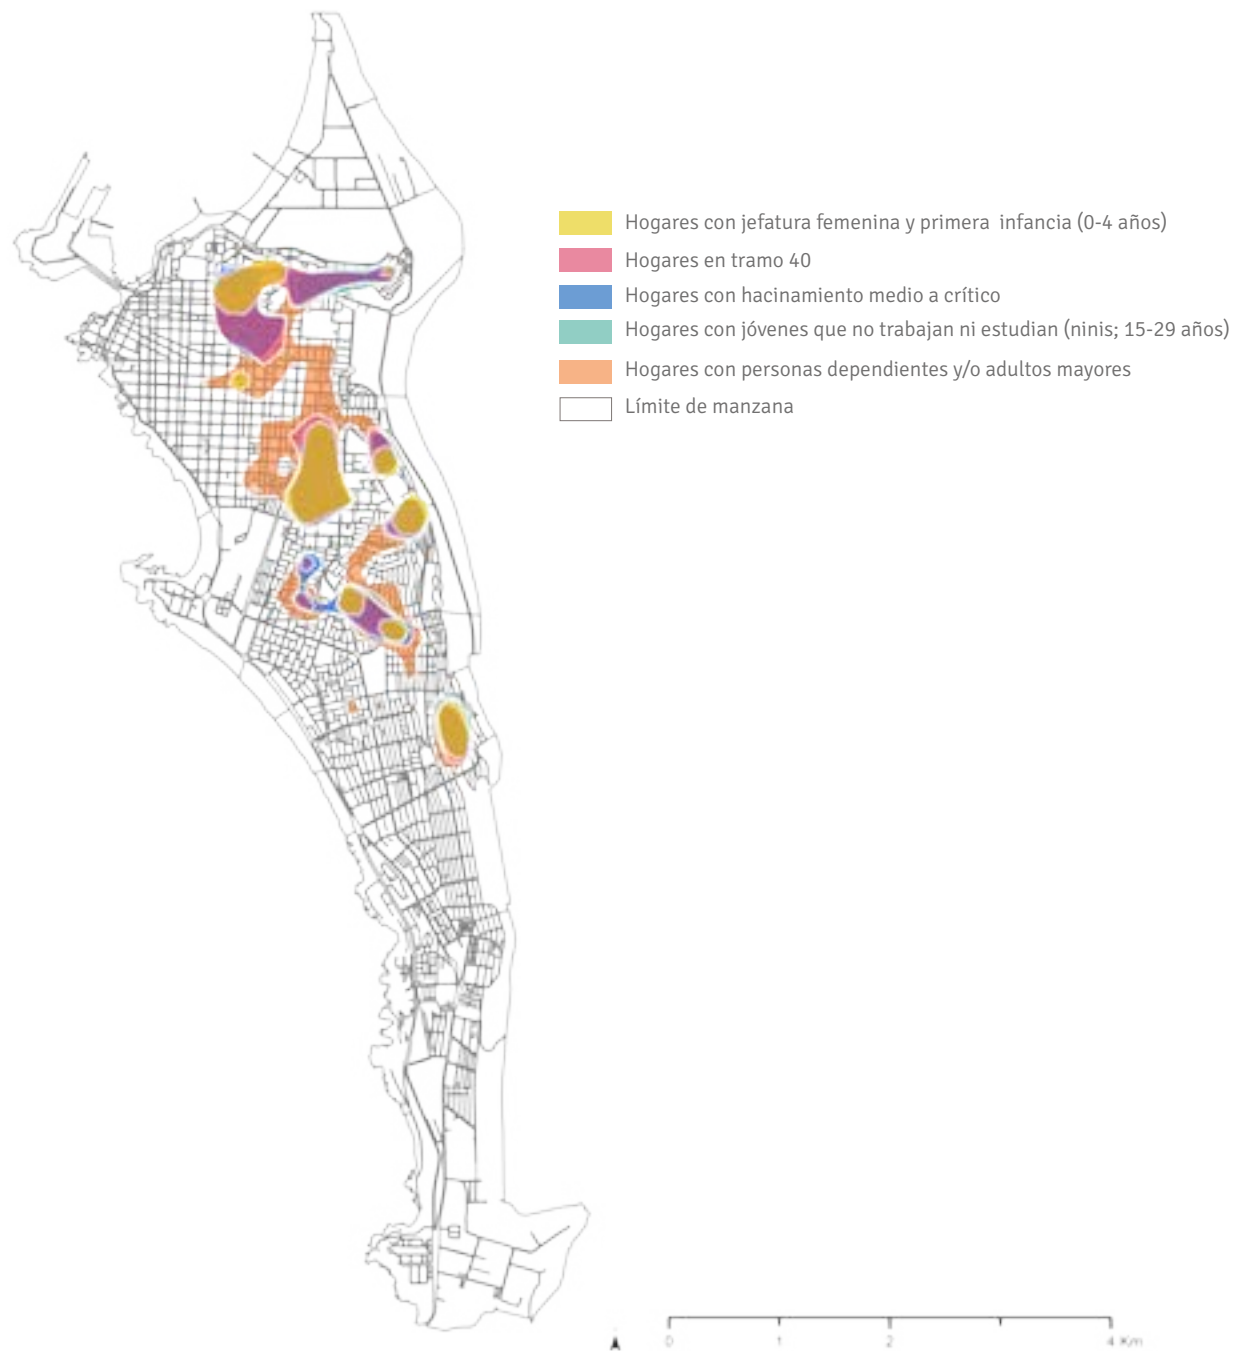 Hogares con jefatura femenina y primera infancia (0-4 años)
Hogares en tramo 40
Hogares con hacinamiento medio a crítico
Hogares con jóvenes que no trabajan ni estudian (ninis; 15-29 años)
Hogares con personas dependientes y/o adultos mayores
Límite de manzana
0 1 2 4 Km